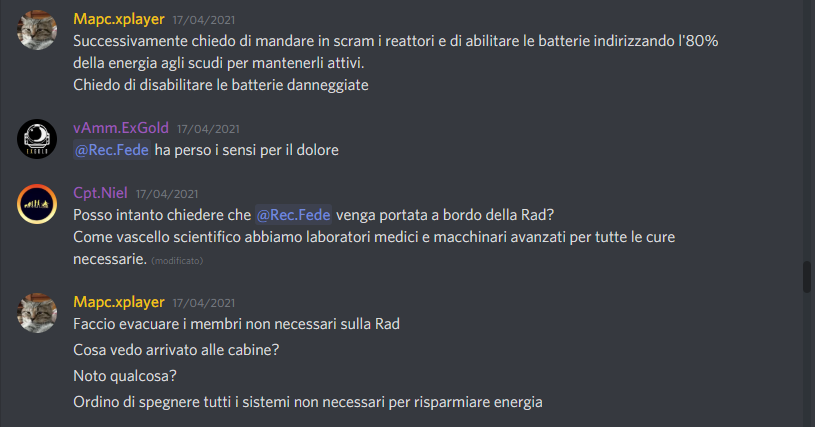 Mapc.xplayer 17/04/2021
Successivamente chiedo di mandare in scram i reattori e di abilitare le batterie indirizzando l'80%
della energia agli scudi per mantenerli attivi.
Chiedo di disabilitare le batterie danneggiate
vAmm.ExGold 17/04/2021
@Rec.Fede ha perso i sensi per il dolore
Cpt.Niel 17/04/2021
Posso intanto chiedere che @Rec.Fede venga portata a bordo della Rad?
Come vascello scientifico abbiamo laboratori medici e macchinari avanzati per tutte le cure
necessarie. (modificato)
Mapc.xplayer 17/04/2021
Faccio evacuare i membri non necessari sulla Rad
Cosa vedo arrivato alle cabine?
Noto qualcosa?
Ordino di spegnere tutti i sistemi non necessari per risparmiare energia